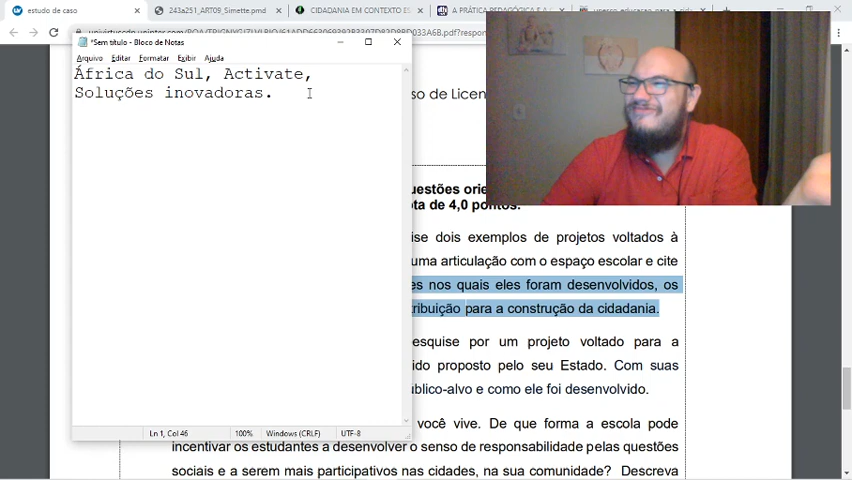 estudo de caso
243a251_ART09_Simette.pmd
CIDADANIA EM CONTEXTO ES
A PRÁTICA PEDAGÓGICA E A
*Sem título - Bloco de Notas
Arquivo Editar Formatar Exibir Ajuda
África do Sul, Activate,
Soluções inovadoras.
so de Licen
uestões orie
ota de 4,0 pontos.
ise dois exemplos de projetos voltados à
uma articulação com o espaço escolar e cite
es nos quais eles foram desenvolvidos, os
tribuição para a construção da cidadania.
esquise por um projeto voltado para a
ido proposto pelo seu Estado. Com suas
úblico-alvo e como ele foi desenvolvido.
você vive. De que forma a escola pode
incentivar os estudantes a desenvolver o senso de responsabilidade pelas questões
sociais e a serem mais participativos nas cidades, na sua comunidade? Descreva
Ln 1, Col 46 100% Windows (CRLF) UTF-8